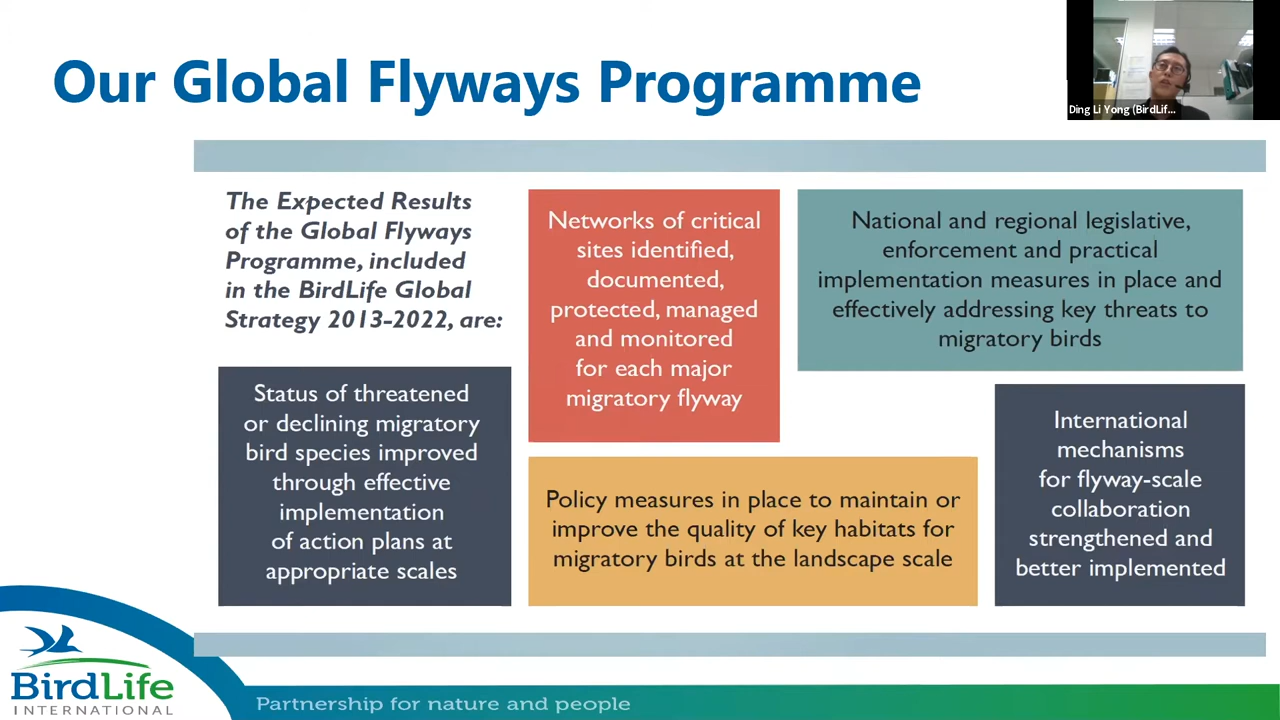 Our Global Flyways Programme
Ding Li Yong (BirdLif...
The Expected Results
of the Global Flyways
Programme, included
in the BirdLife Global
Strategy 2013-2022, are:
Networks of critical
sites identified,
documented,
protected, managed
and monitored
for each major
migratory flyway
National and regional legislative,
enforcement and practical
implementation measures in place and
effectively addressing key threats to
migratory birds
Status of threatened
or declining migratory
bird species improved
through effective
implementation
of action plans at
appropriate scales
Policy measures in place to maintain or
improve the quality of key habitats for
migratory birds at the landscape scale
International
mechanisms
for flyway-scale
collaboration
strengthened and
better implemented
BirdLife
INTERNATIONAL
Partnership for nature and people